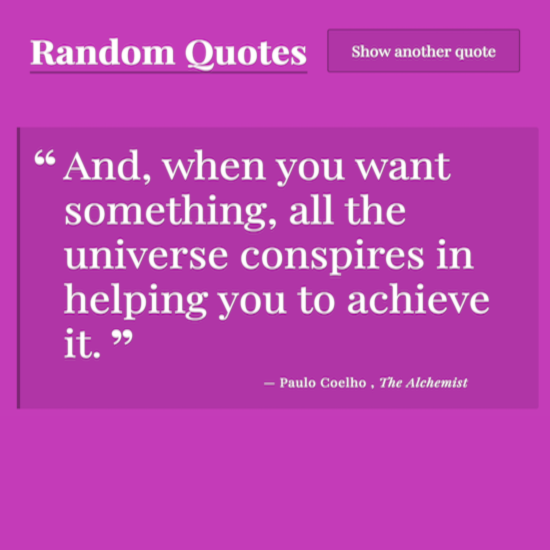 Random Quotes
Show another quote
“ And, when you want
something, all the
universe conspires in
helping you to achieve
it. ”
— Paulo Coelho , The Alchemist